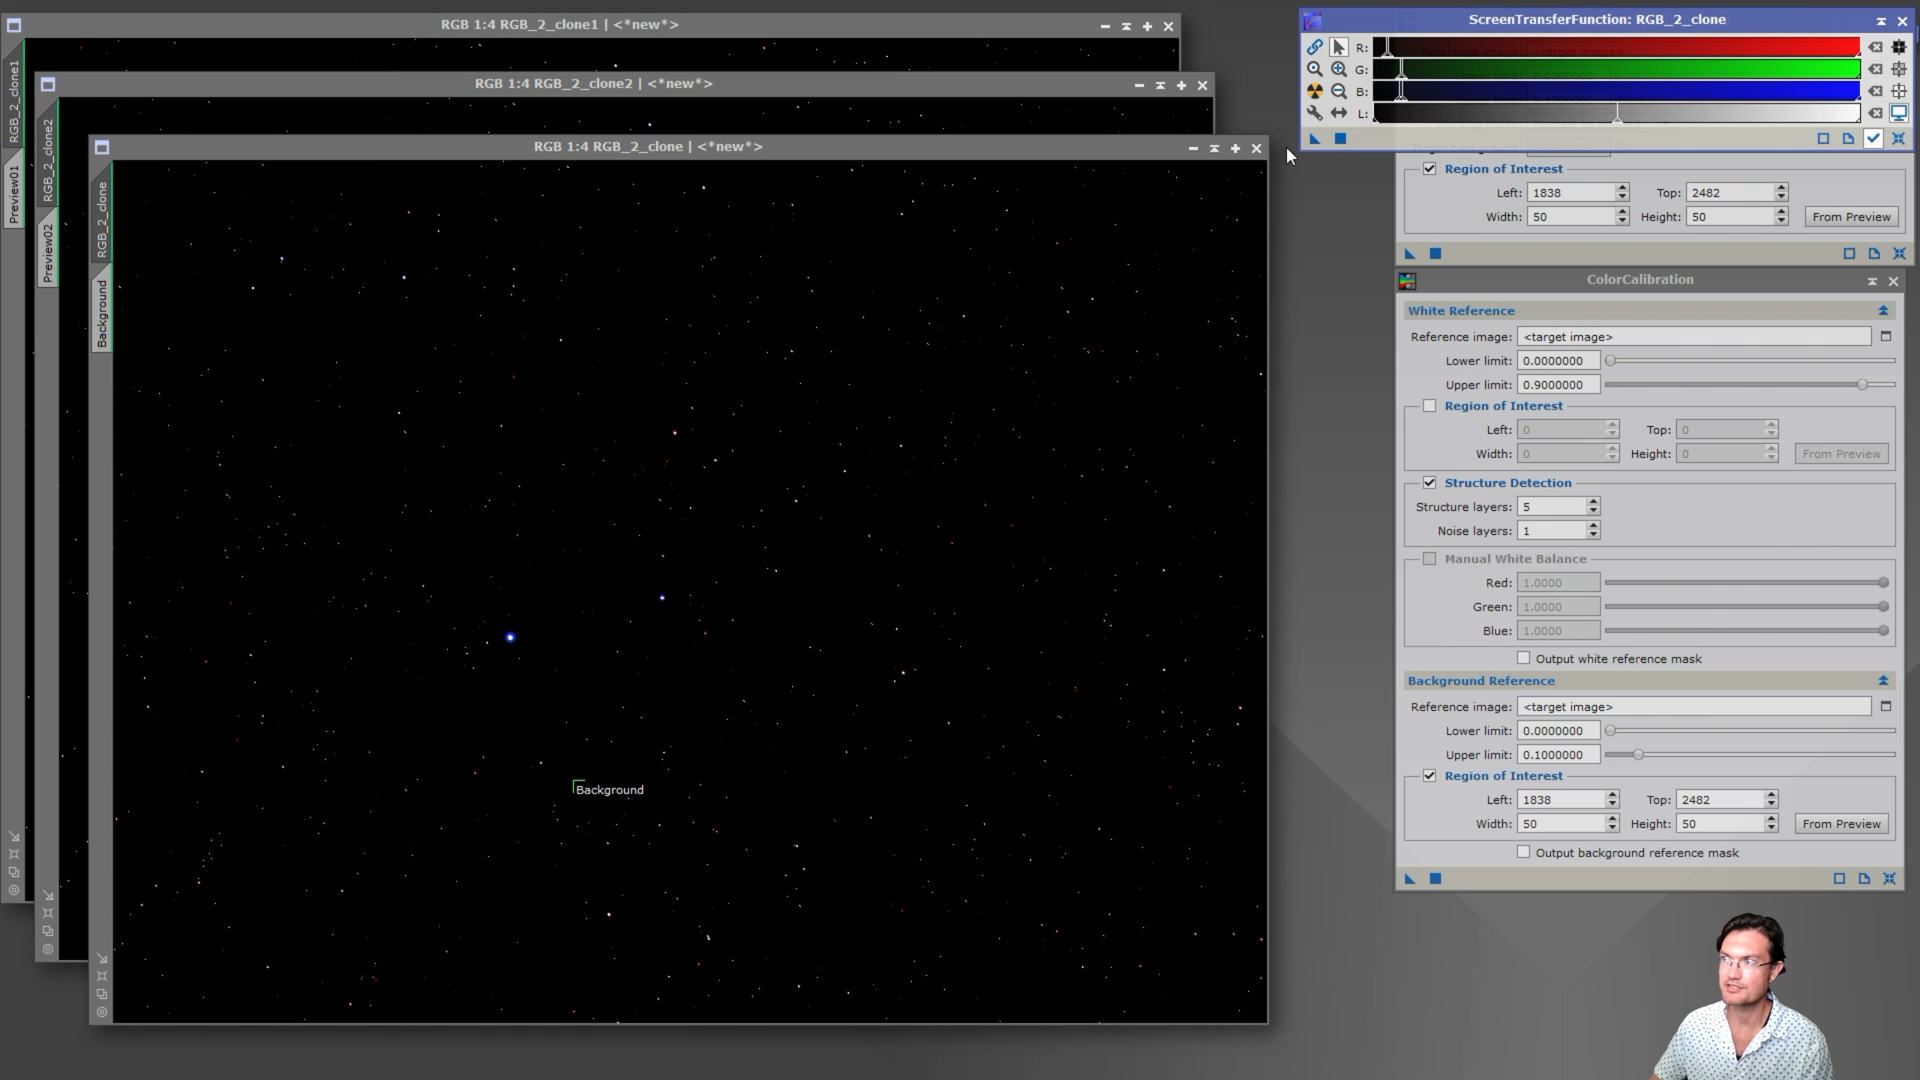 RGB 1:4 RGB_2_clone1 | <*new*>
RGB_2_clone1
Preview01
RGB 1:4 RGB_2_clone2 | <*new*>
RGB_2_clone2
Preview02
RGB 1:4 RGB_2_clone | <*new*>
RGB_2_clone
Background
Background
ScreenTransferFunction: RGB_2_clone
R:
G:
B:
L:
Region of Interest
Left: 1838 Top: 2482
Width: 50 Height: 50 From Preview
ColorCalibration
White Reference
Reference image: <target image>
Lower limit: 0.0000000
Upper limit: 0.9000000
Region of Interest
Left: 0 Top: 0
Width: 0 Height: 0 From Preview
Structure Detection
Structure layers: 5
Noise layers: 1
Manual White Balance
Red: 1.0000
Green: 1.0000
Blue: 1.0000
Output white reference mask
Background Reference
Reference image: <target image>
Lower limit: 0.0000000
Upper limit: 0.1000000
Region of Interest
Left: 1838 Top: 2482
Width: 50 Height: 50 From Preview
Output background reference mask